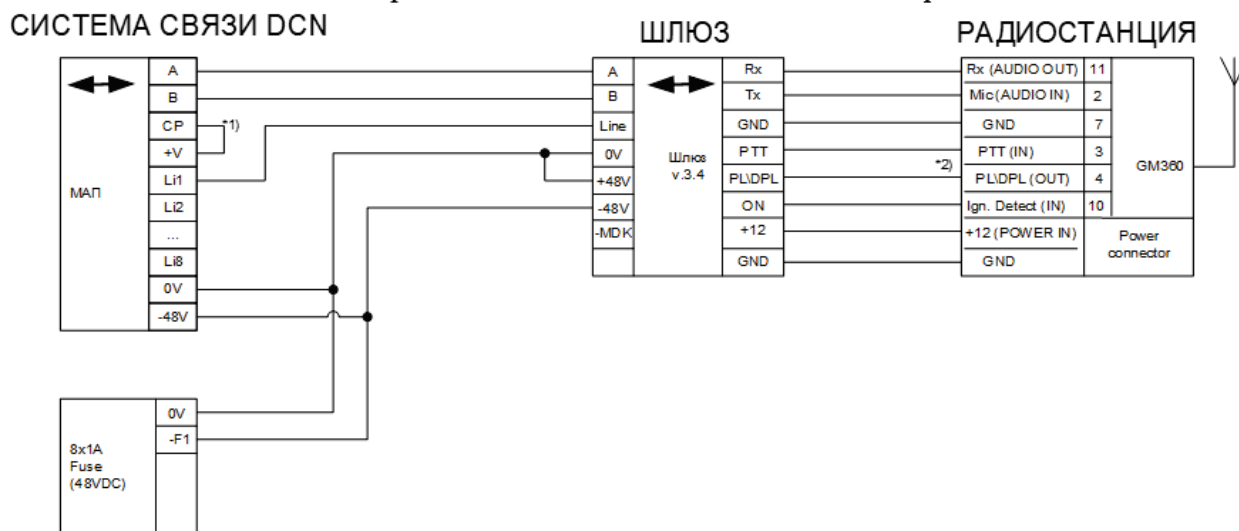 СИСТЕМА СВЯЗИ DCN
ШЛЮЗ
РАДИОСТАНЦИЯ
МАП
A
B
CP
*1)
+V
Li1
Li2
...
Li8
0V
-48V
8x1A
Fuse
(48VDC)
0V
-F1
A
B
Line
0V
+48V
-48V
-MDK
Шлюз
v.3.4
Rx
Tx
GND
PTT
PL\DPL
ON
+12
GND
*2)
Rx (AUDIO OUT) 11
Mic(AUDIO IN) 2
GND 7
PTT (IN) 3
PL\DPL (OUT) 4
Ign. Detect (IN) 10
+12 (POWER IN)
GND
GM360
Power
connector